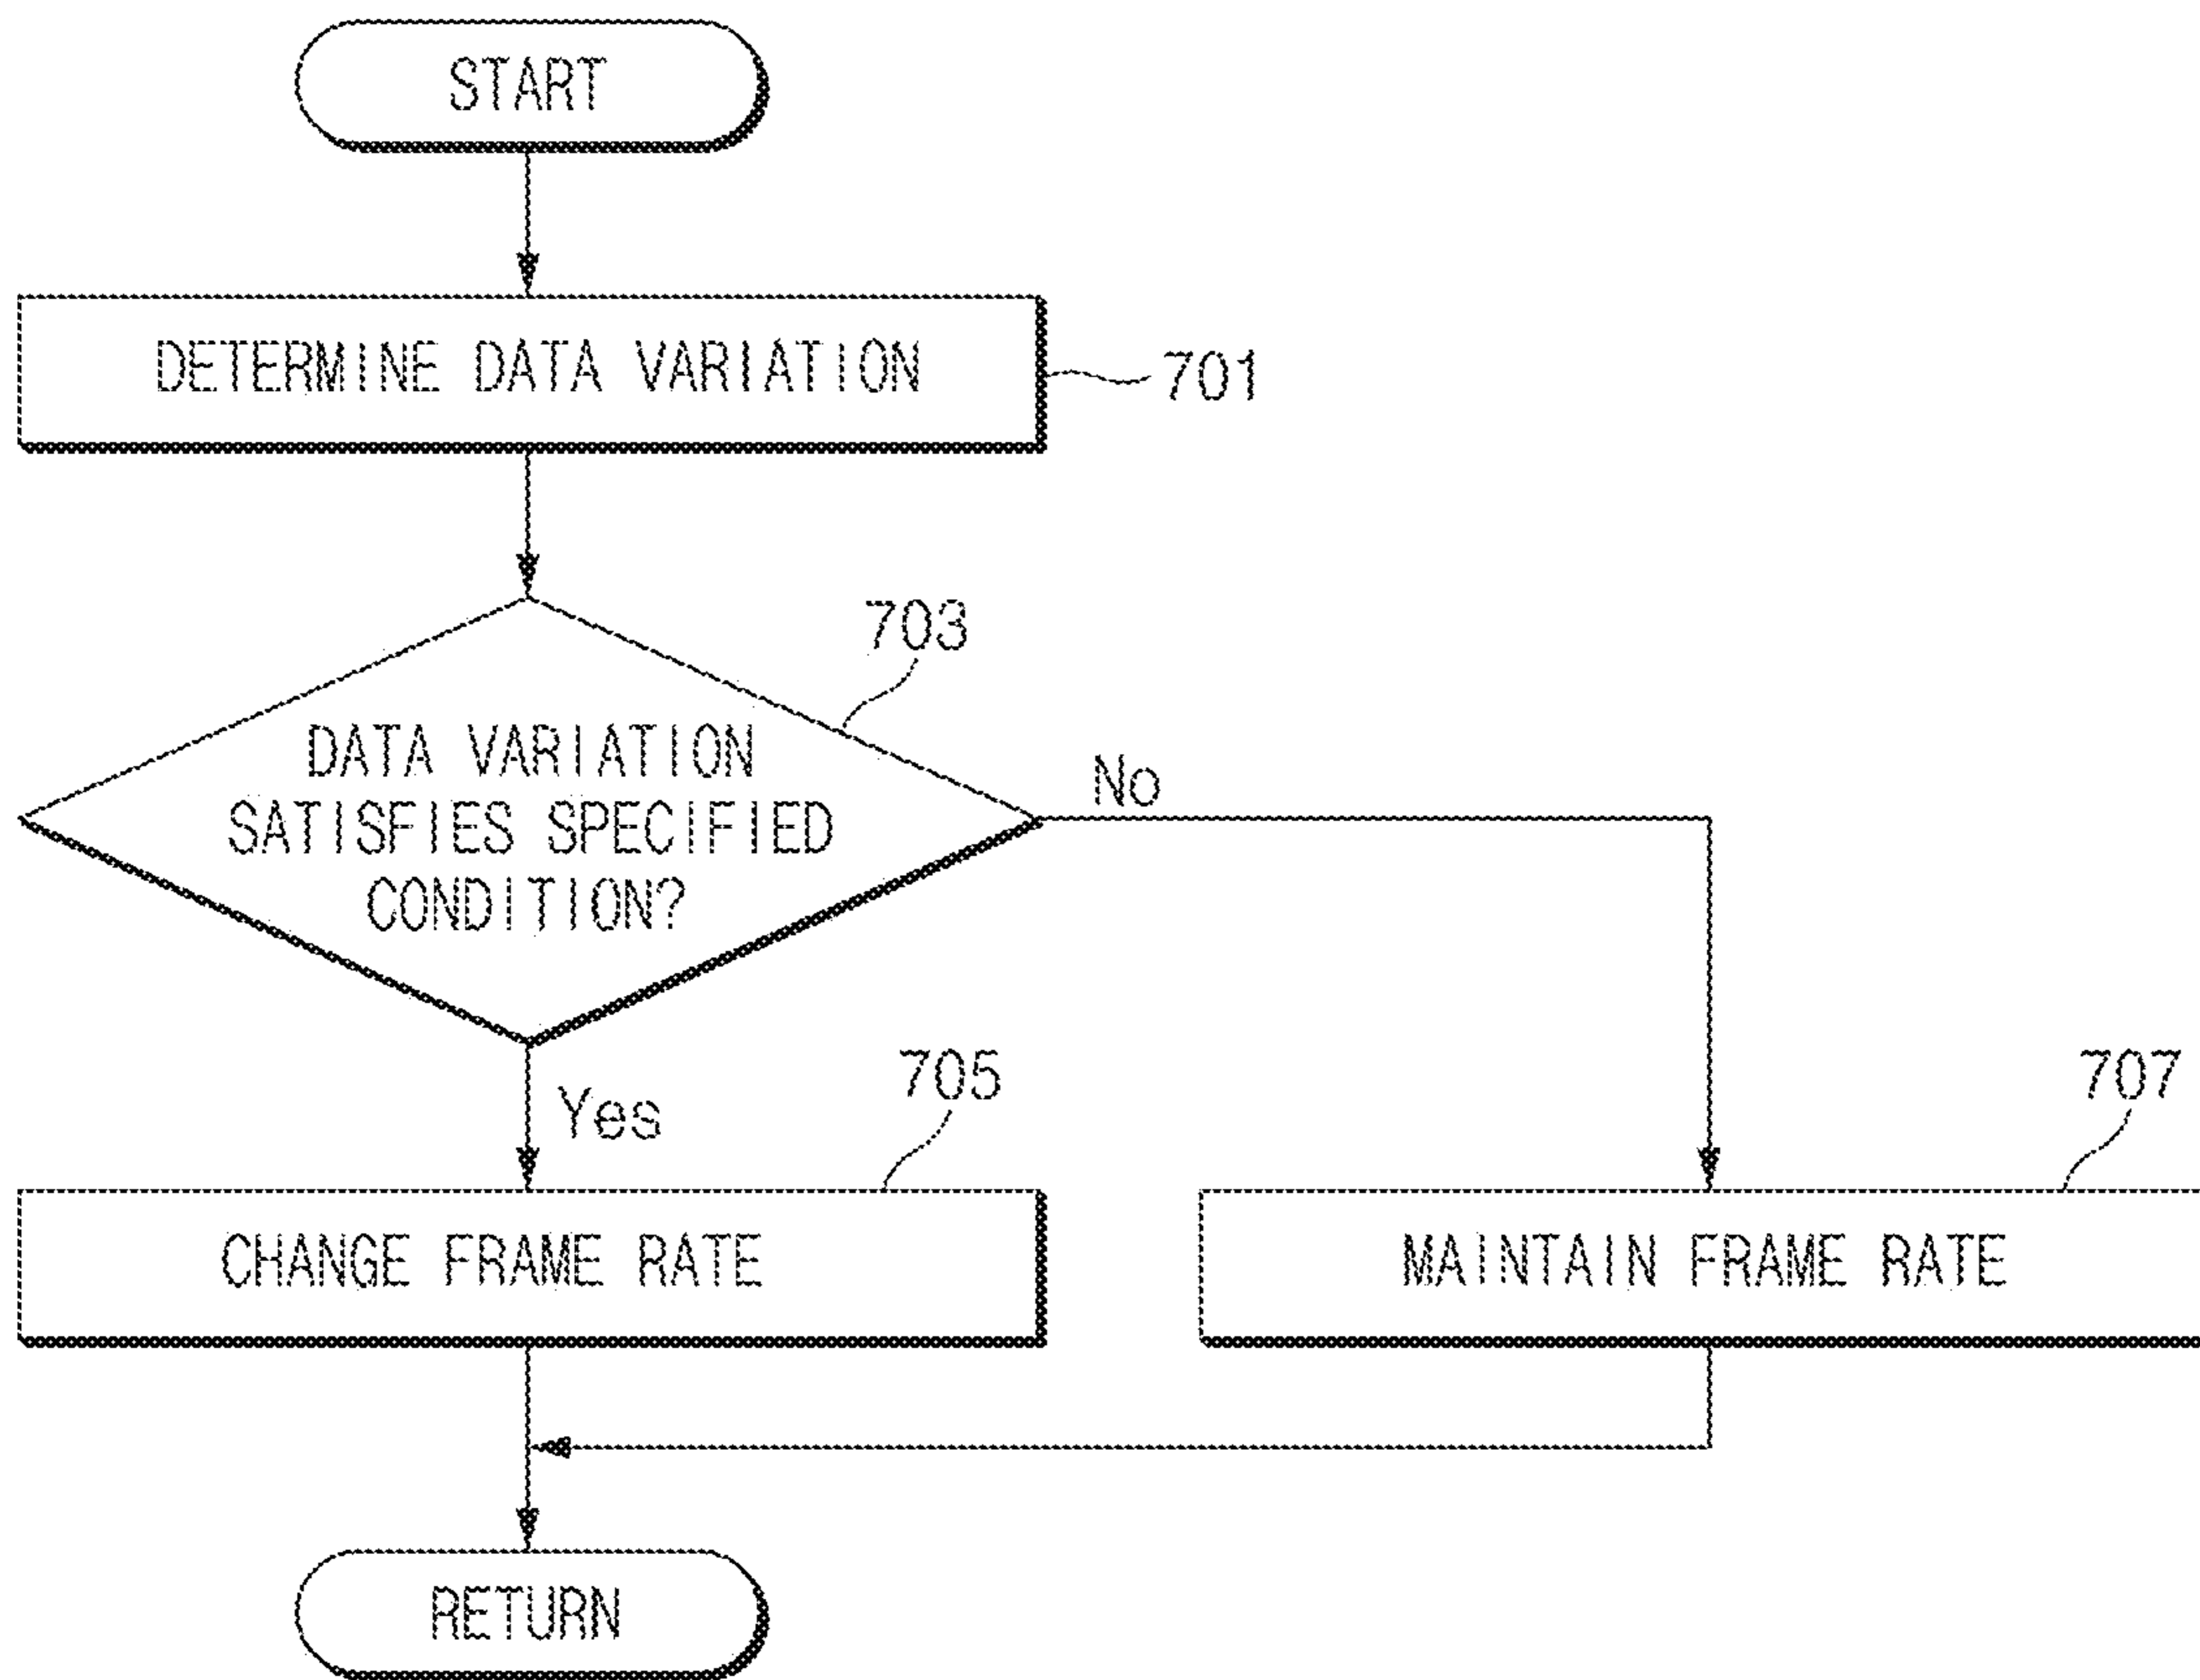 START
DETERMINE DATA VARIATION
701
703
DATA VARIATION
SATISFIES SPECIFIED
CONDITION?
No
Yes
705
707
CHANGE FRAME RATE
MAINTAIN FRAME RATE
RETURN